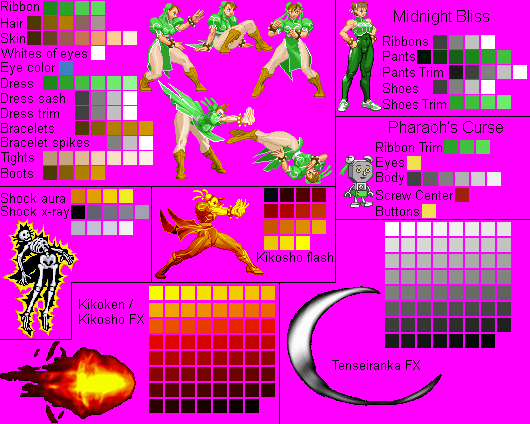 Ribbon
Hair
Skin
Whites of eyes
Eye color
Dress
Dress sash
Dress trim
Bracelets
Bracelet spikes
Tights
Boots
Midnight Bliss
Ribbons
Pants
Pants Trim
Shoes
Shoes Trim
Pharaoh's Curse
Ribbon Trim
Eyes
Body
Screw Center
Buttons
Shock aura
Shock x-ray
Kikosho flash
Kikoken /
Kikosho FX
Tenseiranka FX